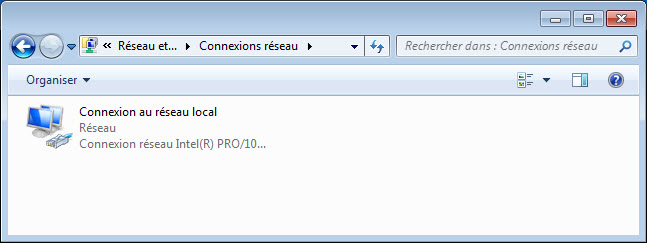 « Réseau et... Connexions réseau Rechercher dans : Connexions réseau
Organiser
Connexion au réseau local
Réseau
Connexion réseau Intel(R) PRO/10...